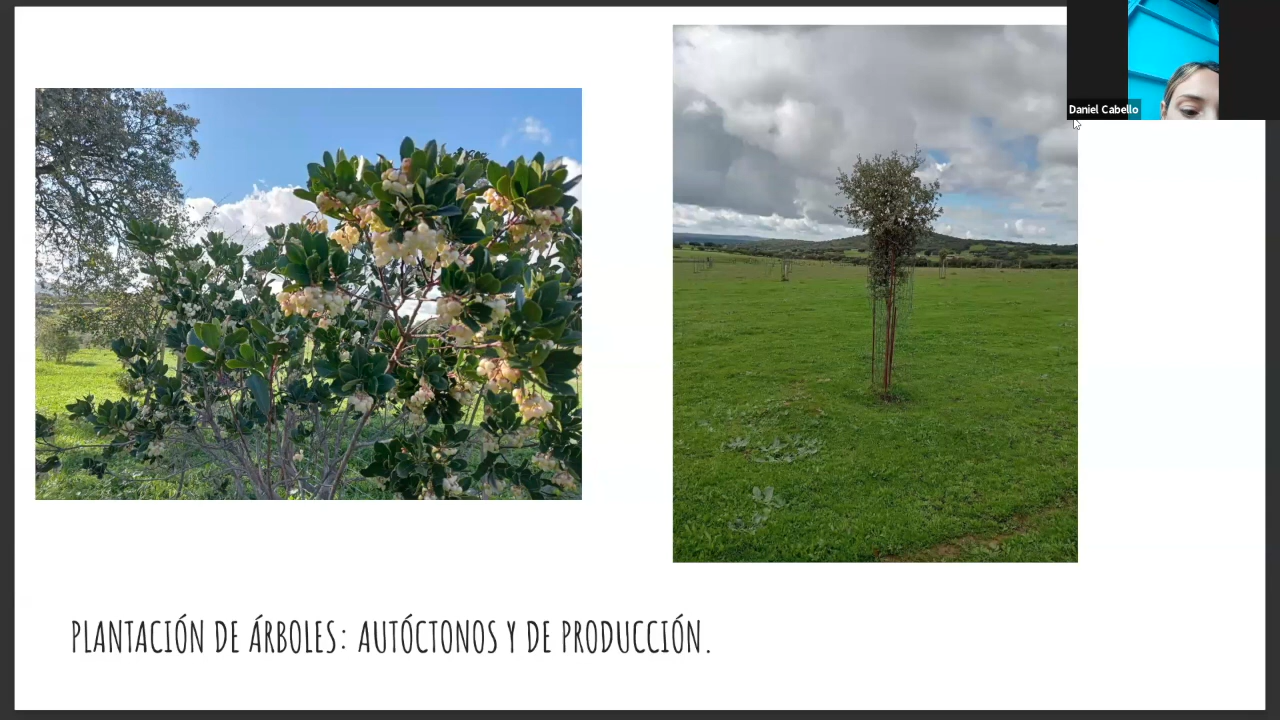 Daniel Cabello
PLANTACIÓN DE ÁRBOLES: AUTÓCTONOS Y DE PRODUCCIÓN.